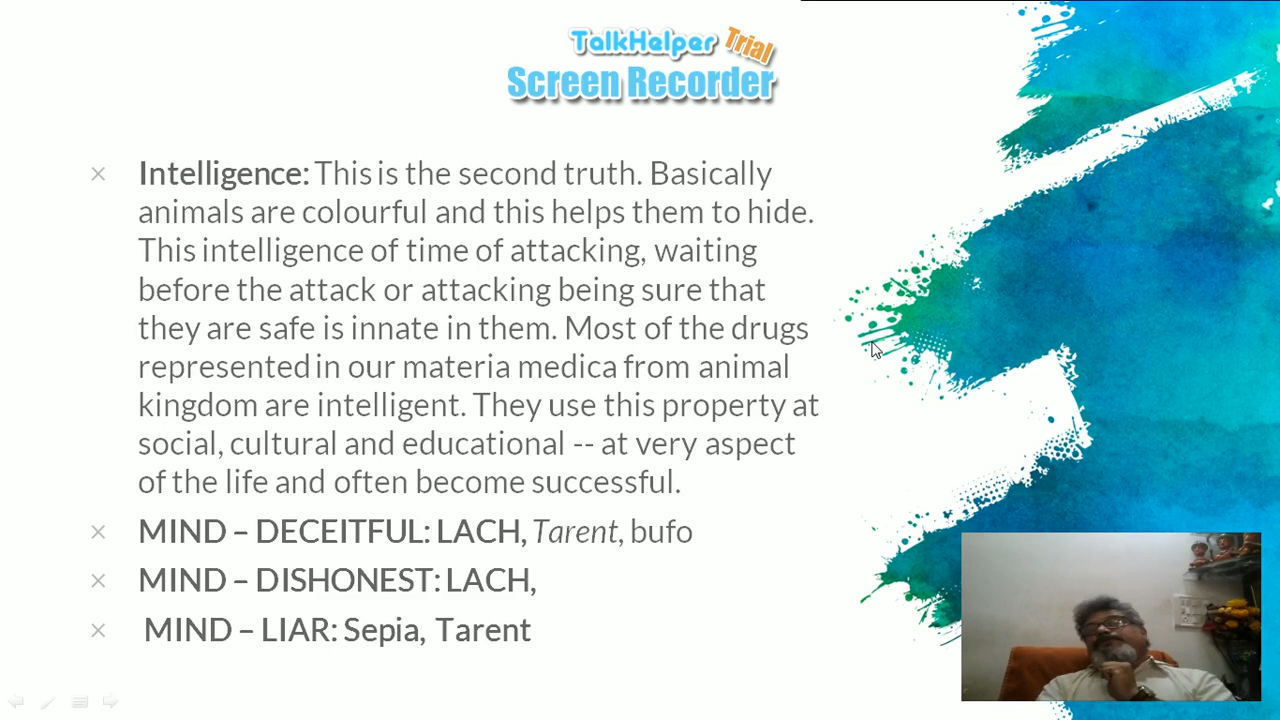 TalkHelper Trial
Screen Recorder
Intelligence: This is the second truth. Basically
animals are colourful and this helps them to hide.
This intelligence of time of attacking, waiting
before the attack or attacking being sure that
they are safe is innate in them. Most of the drugs
represented in our materia medica from animal
kingdom are intelligent. They use this property at
social, cultural and educational -- at very aspect
of the life and often become successful.
MIND – DECEITFUL: LACH, Tarent, bufo
MIND – DISHONEST: LACH,
MIND – LIAR: Sepia, Tarent